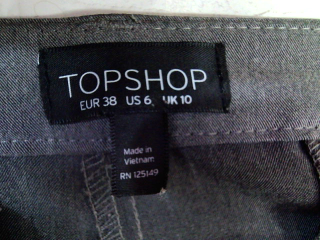 TOPSHOP
EUR 38 US 6 UK 10
Made in
Vietnam
RN 125149